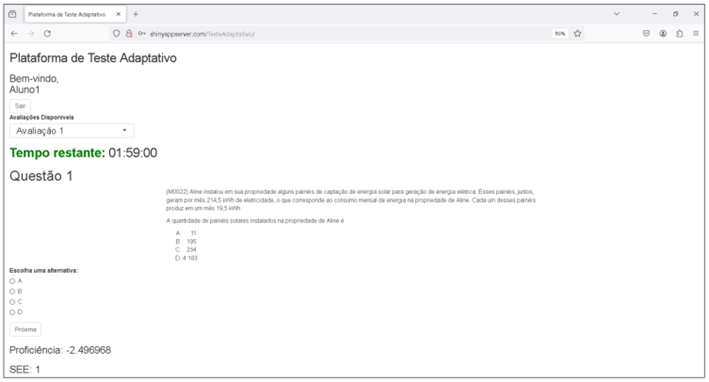 Plataforma de Teste Adaptativo
shinyappserver.com/TesteAdaptativo/
50%
Plataforma de Teste Adaptativo
Bem-vindo,
Aluno1
Sair
Avaliações Disponíveis
Avaliação 1
Tempo restante: 01:59:00
Questão 1
(M0022) Aline instalou em sua propriedade alguns painéis de captação de energia solar para geração de energia elétrica. Esses painéis, juntos,
geram por mês 214,5 kWh de eletricidade, o que corresponde ao consumo mensal de energia na propriedade de Aline. Cada um desses painéis
produz em um mês 19,5 kWh.
A quantidade de painéis solares instalados na propriedade de Aline é
A. 11.
B. 195.
C. 234.
D. 4 183.
Escolha uma alternativa:
A
B
C
D
Próxima
Proficiência: -2.496968
SEE: 1